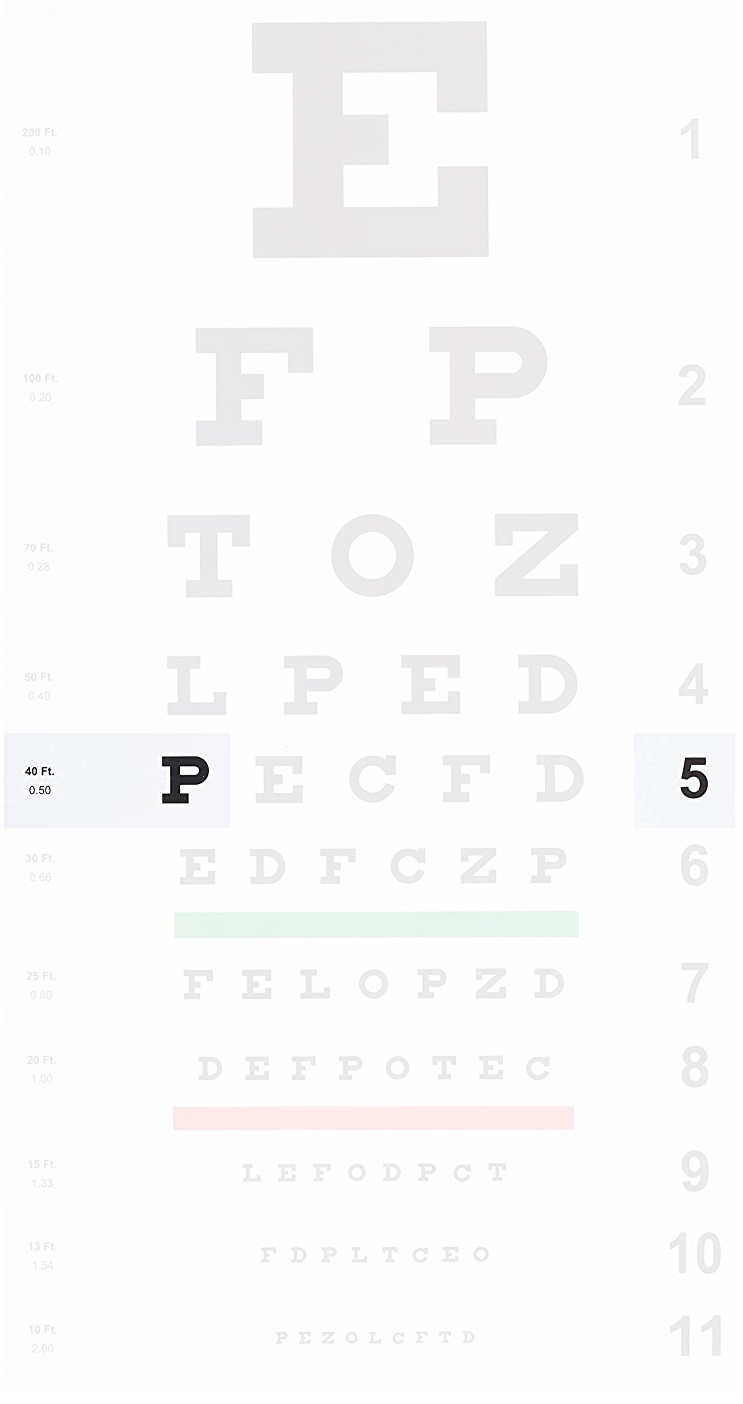 200 Ft.
0.10
E
1
100 Ft.
0.20
F P
2
70 Ft.
0.28
T O Z
3
50 Ft.
0.40
L P E D
4
40 Ft.
0.50
P E C F D
5
30 Ft.
0.66
E D F C Z P
6
25 Ft.
0.80
F E L O P Z D
7
20 Ft.
1.00
D E F P O T E C
8
15 Ft.
1.33
L E F O D P C T
9
13 Ft.
1.54
F D P L T C E O
10
10 Ft.
2.00
P E Z O L C F T D
11